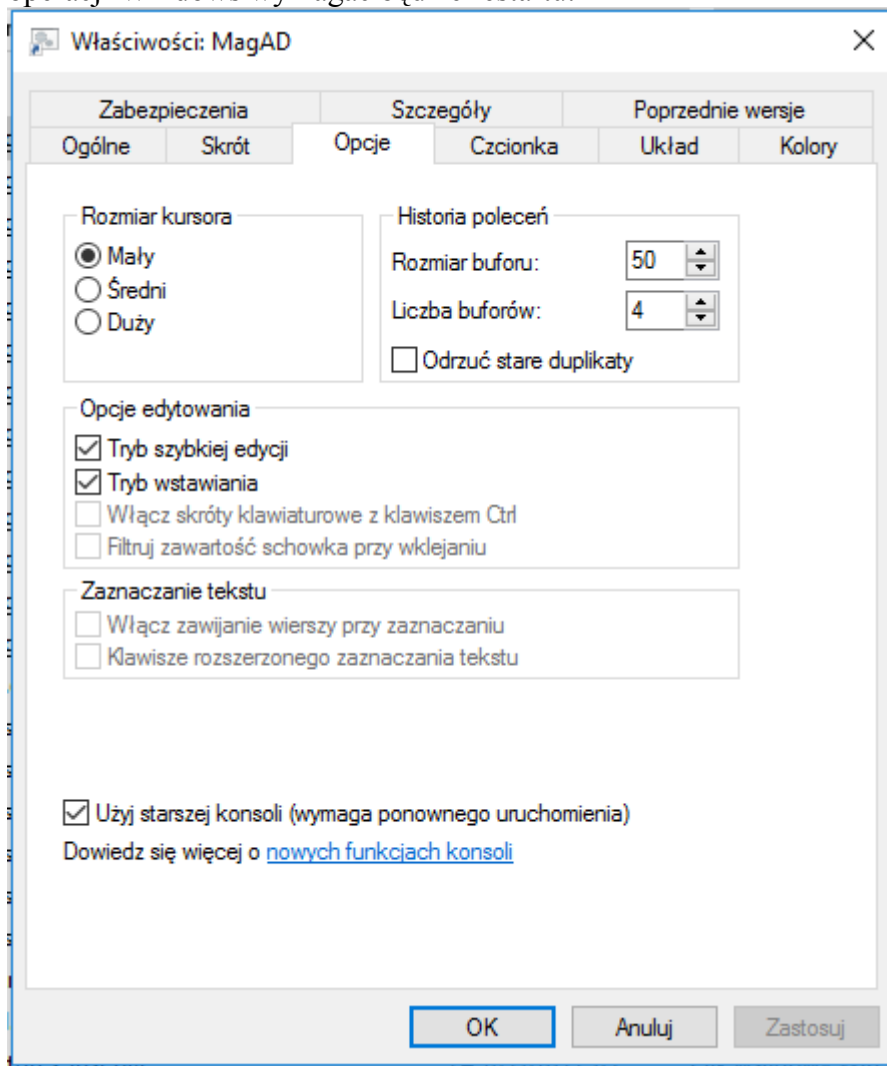 Właściwości: MagAD
Zabezpieczenia Szczegóły Poprzednie wersje
Ogólne Skrót Opcje Czcionka Układ Kolory
Rozmiar kursora
Mały
Średni
Duży
Historia poleceń
Rozmiar buforu: 50
Liczba buforów: 4
Odrzuć stare duplikaty
Opcje edytowania
Tryb szybkiej edycji
Tryb wstawiania
Włącz skróty klawiaturowe z klawiszem Ctrl
Filtruj zawartość schowka przy wklejaniu
Zaznaczanie tekstu
Włącz zawijanie wierszy przy zaznaczaniu
Klawisze rozszerzonego zaznaczania tekstu
Użyj starszej konsoli (wymaga ponownego uruchomienia)
Dowiedz się więcej o nowych funkcjach konsoli
OK Anuluj Zastosuj